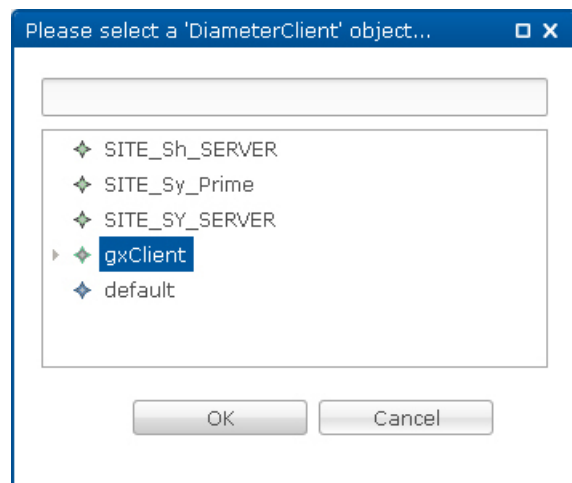 Please select a 'DiameterClient' object...
SITE_Sh_SERVER
SITE_Sy_Prime
SITE_SY_SERVER
gxClient
default
OK Cancel